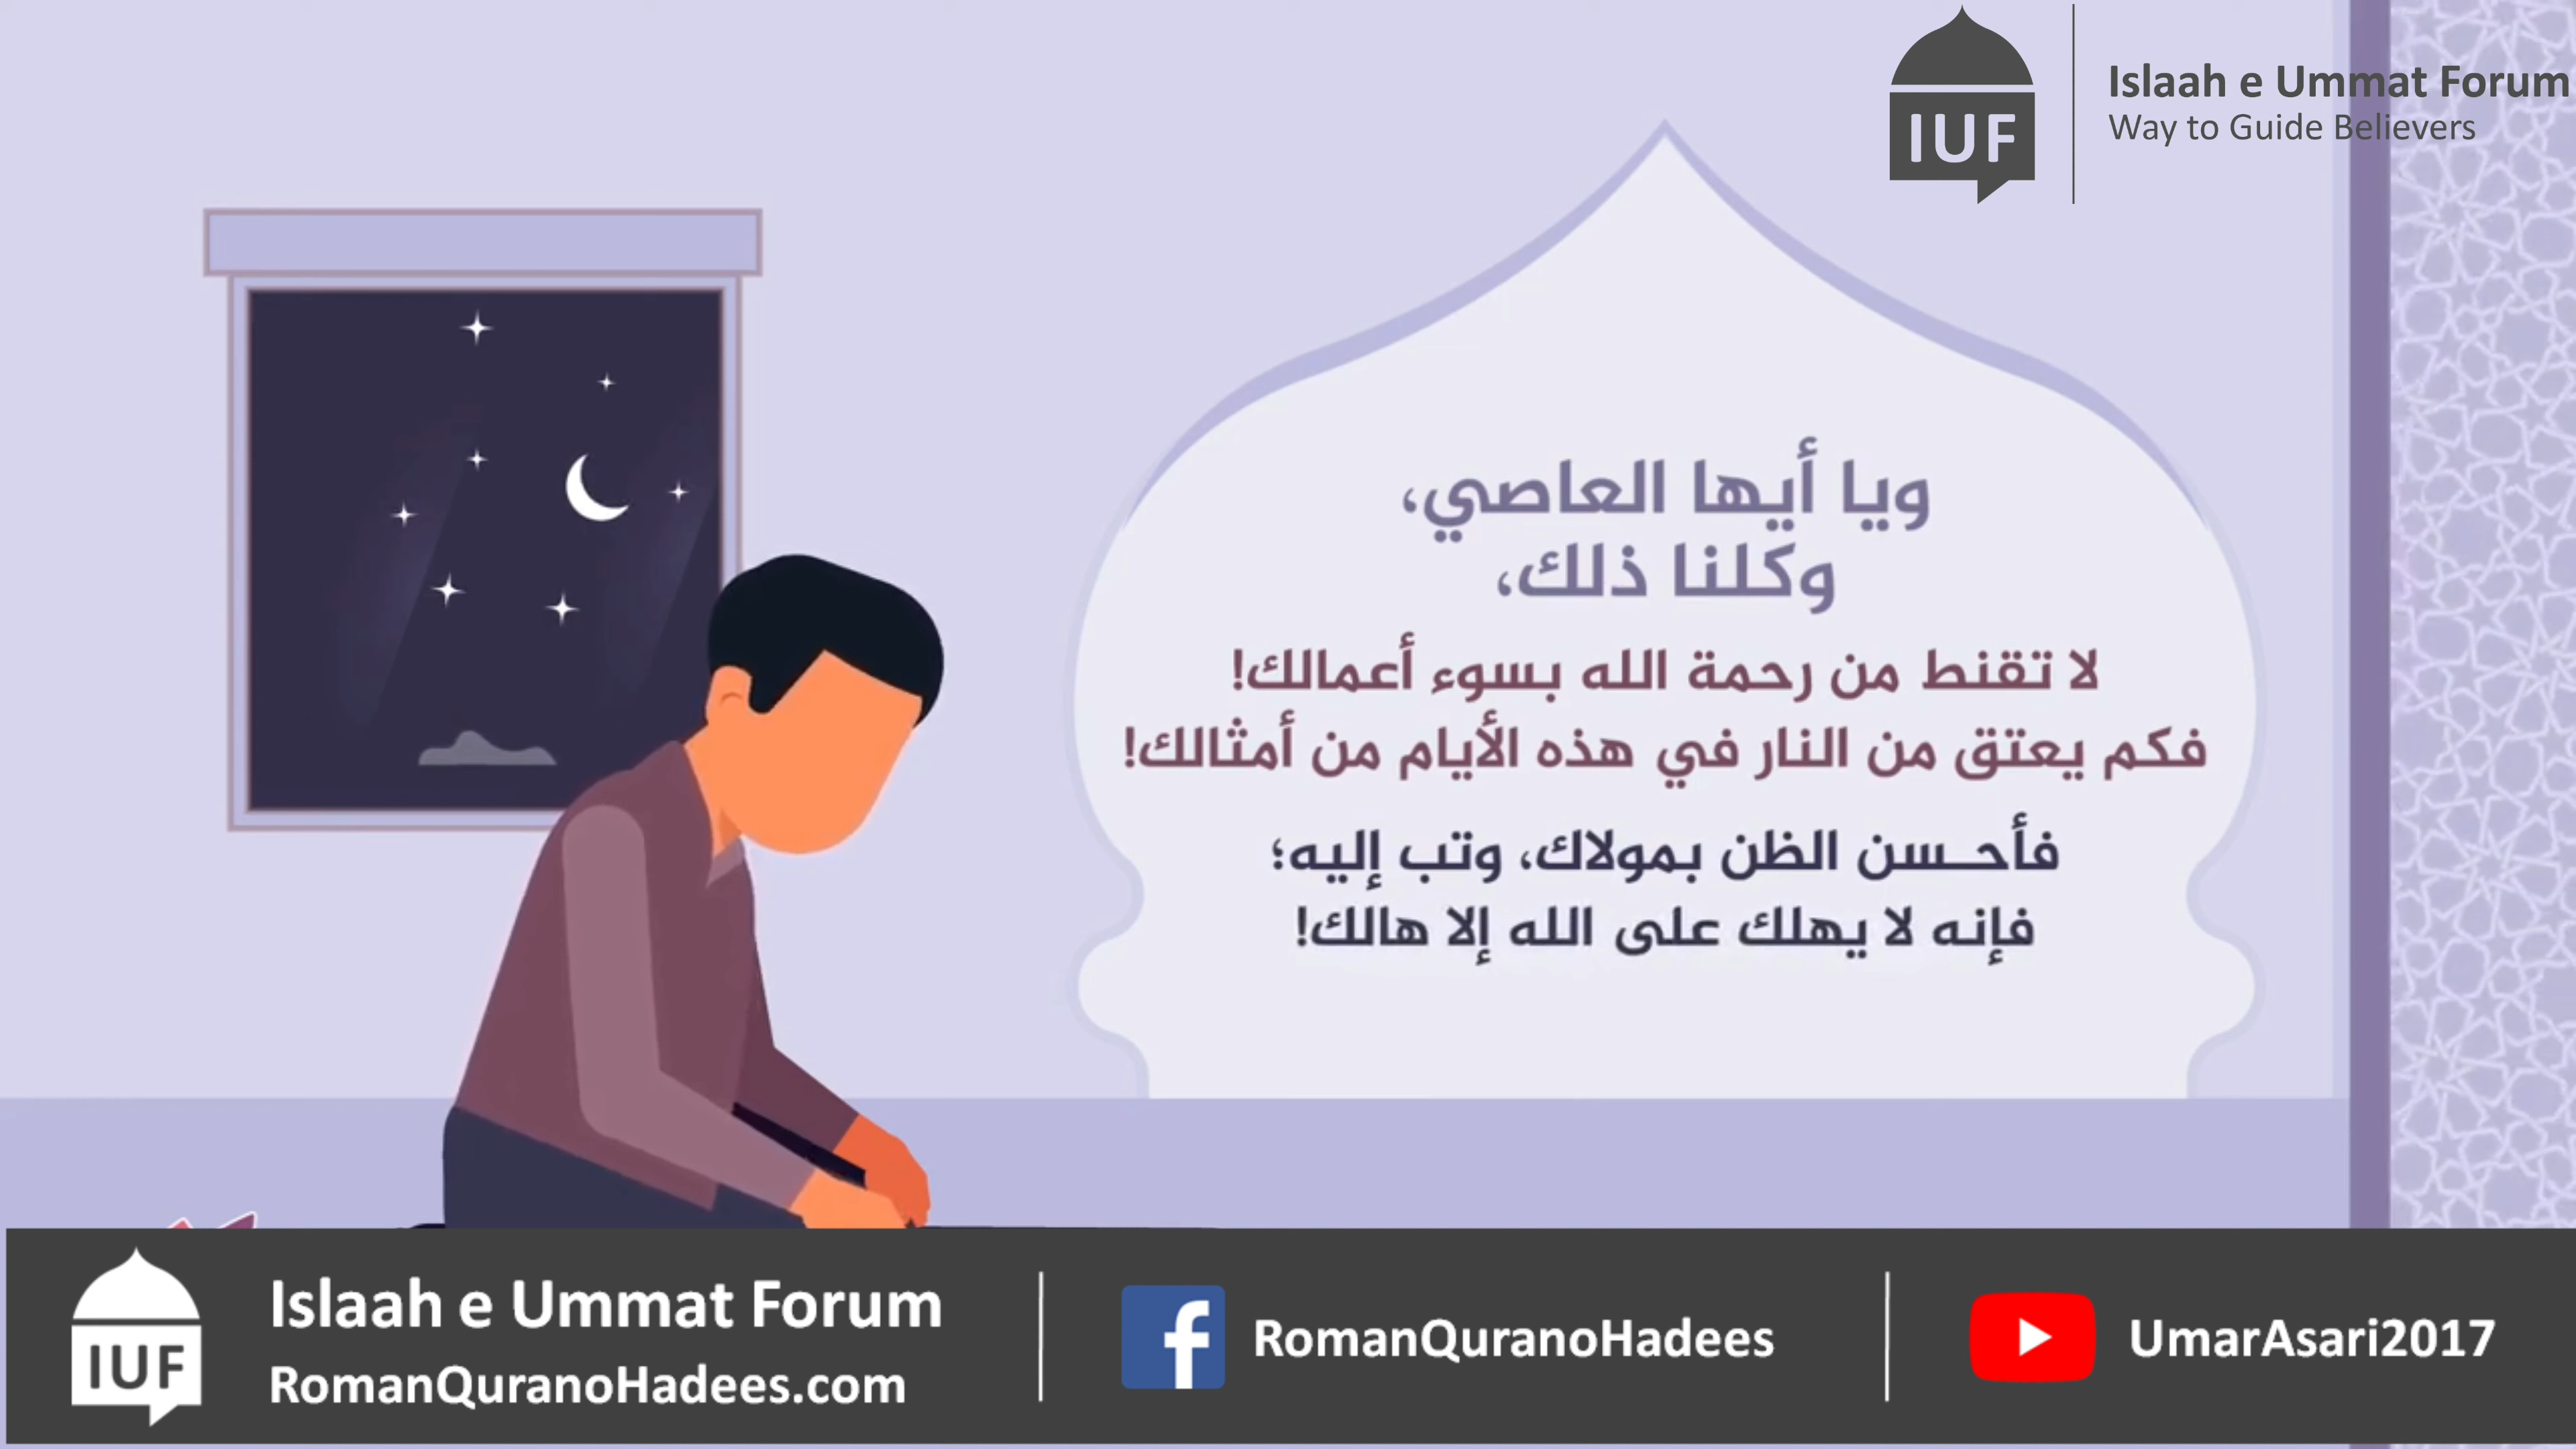 IUF
Islaah e Ummat Forum
Way to Guide Believers
ويا أيها العاصي،
وكلنا ذلك،
لا تقنط من رحمة الله بسوء أعمالك!
فكم يعتق من النار في هذه الأيام من أمثالك!
فأحـسن الظن بمولاك، وتب إليه؛
فإنه لا يهلك على الله إلا هالك!
IUF
Islaah e Ummat Forum
RomanQuranoHadees.com
f
RomanQuranoHadees
UmarAsari2017